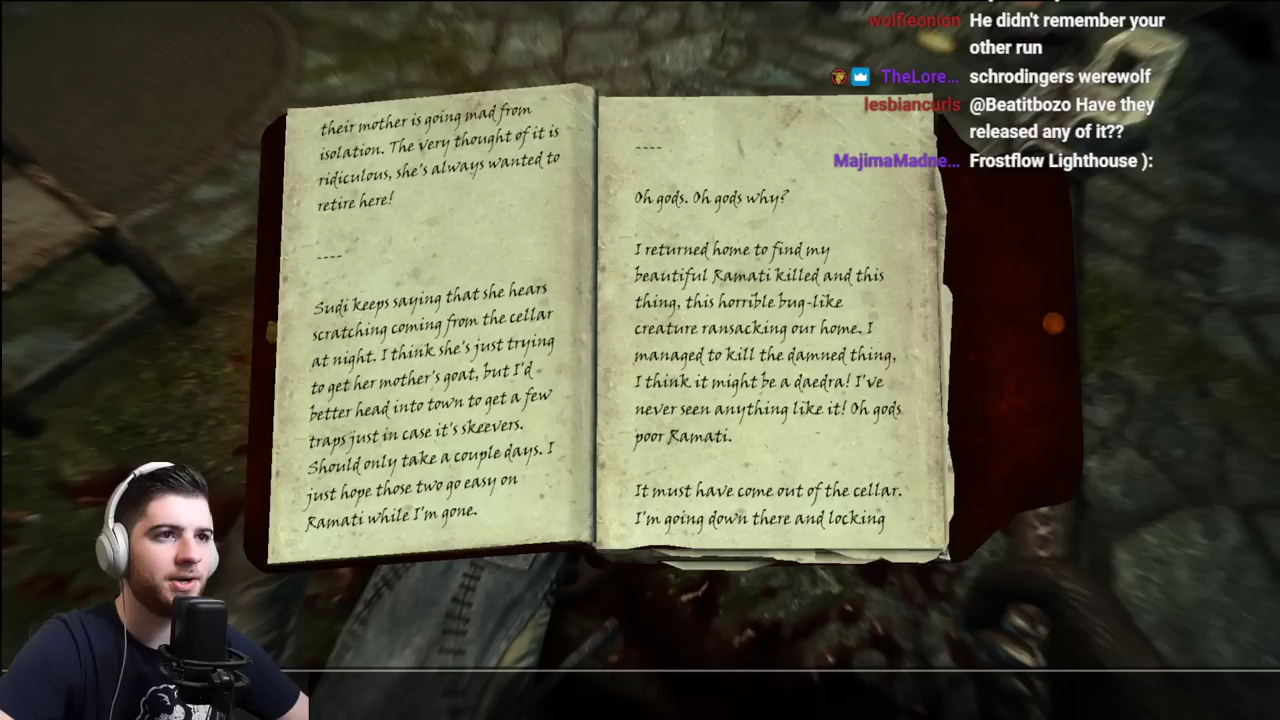 their mother is going mad from
isolation. The very thought of it is
ridiculous, she's always wanted to
retire here!
----
Sudi keeps saying that she hears
scratching coming from the cellar
at night. I think she's just trying
to get her mother's goat, but I'd
better head into town to get a few
traps just in case it's skeevers.
Should only take a couple days. I
just hope those two go easy on
Ramati while I'm gone.
----
Oh gods. Oh gods why?
I returned home to find my
beautiful Ramati killed and this
thing, this horrible bug-like
creature ransacking our home. I
managed to kill the damned thing,
I think it might be a daedra! I've
never seen anything like it! Oh gods
poor Ramati.
It must have come out of the cellar.
I'm going down there and locking
wolfieonion He didn't remember your
other run
TheLore... schrodingers werewolf
lesbiancurls @Beatitbozo Have they
released any of it??
MajimaMadne... Frostflow Lighthouse ):